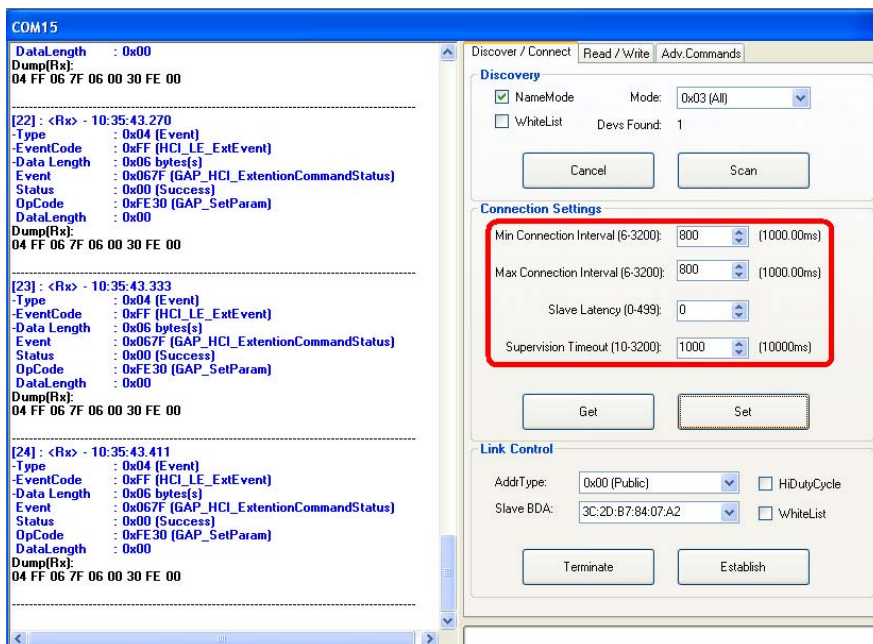 COM15
DataLength : 0x00
Dump(Rx):
04 FF 06 7F 06 00 30 FE 00
[22] : <Rx> - 10:35:43.270
-Type : 0x04 (Event)
-EventCode : 0xFF (HCI_LE_ExtEvent)
-Data Length : 0x06 bytes(s)
Event : 0x067F (GAP_HCI_ExtentionCommandStatus)
Status : 0x00 (Success)
OpCode : 0xFE30 (GAP_SetParam)
DataLength : 0x00
Dump(Rx):
04 FF 06 7F 06 00 30 FE 00
[23] : <Rx> - 10:35:43.333
-Type : 0x04 (Event)
-EventCode : 0xFF (HCI_LE_ExtEvent)
-Data Length : 0x06 bytes(s)
Event : 0x067F (GAP_HCI_ExtentionCommandStatus)
Status : 0x00 (Success)
OpCode : 0xFE30 (GAP_SetParam)
DataLength : 0x00
Dump(Rx):
04 FF 06 7F 06 00 30 FE 00
[24] : <Rx> - 10:35:43.411
-Type : 0x04 (Event)
-EventCode : 0xFF (HCI_LE_ExtEvent)
-Data Length : 0x06 bytes(s)
Event : 0x067F (GAP_HCI_ExtentionCommandStatus)
Status : 0x00 (Success)
OpCode : 0xFE30 (GAP_SetParam)
DataLength : 0x00
Dump(Rx):
04 FF 06 7F 06 00 30 FE 00
Discover / Connect Read / Write Adv.Commands
Discovery
NameMode Mode: 0x03 (All)
WhiteList Devs Found: 1
Cancel Scan
Connection Settings
Min Connection Interval (6-3200): 800 (1000.00ms)
Max Connection Interval (6-3200): 800 (1000.00ms)
Slave Latency (0-499): 0
Supervision Timeout (10-3200): 1000 (10000ms)
Get Set
Link Control
AddrType: 0x00 (Public) HiDutyCycle
Slave BDA: 3C:2D:B7:84:07:A2 WhiteList
Terminate Establish